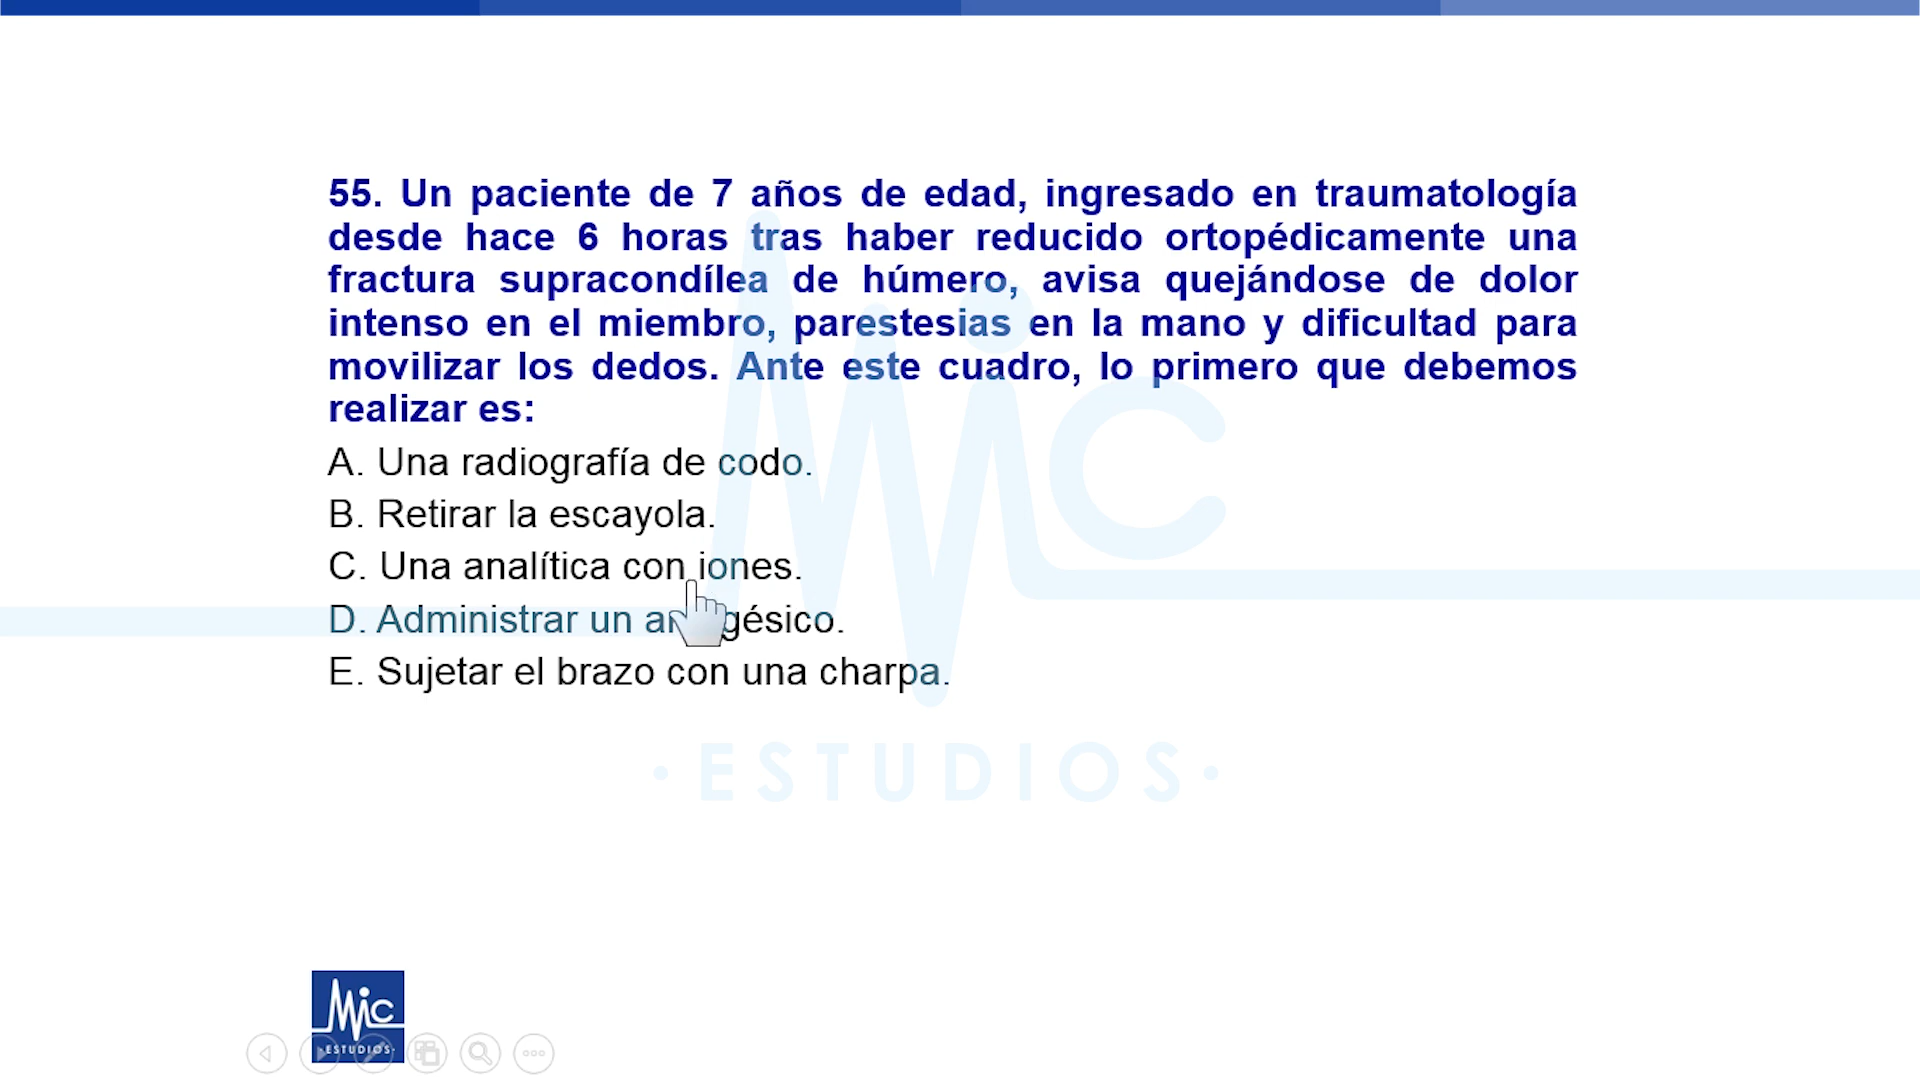 55. Un paciente de 7 años de edad, ingresado en traumatología
desde hace 6 horas tras haber reducido ortopédicamente una
fractura supracondílea de húmero, avisa quejándose de dolor
intenso en el miembro, parestesias en la mano y dificultad para
movilizar los dedos. Ante este cuadro, lo primero que debemos
realizar es:
A. Una radiografía de codo.
B. Retirar la escayola.
C. Una analítica con iones.
D. Administrar un gésico.
E. Sujetar el brazo con una charpa.
Mic
·ESTUDIOS·
Mic
·ESTUDIOS·